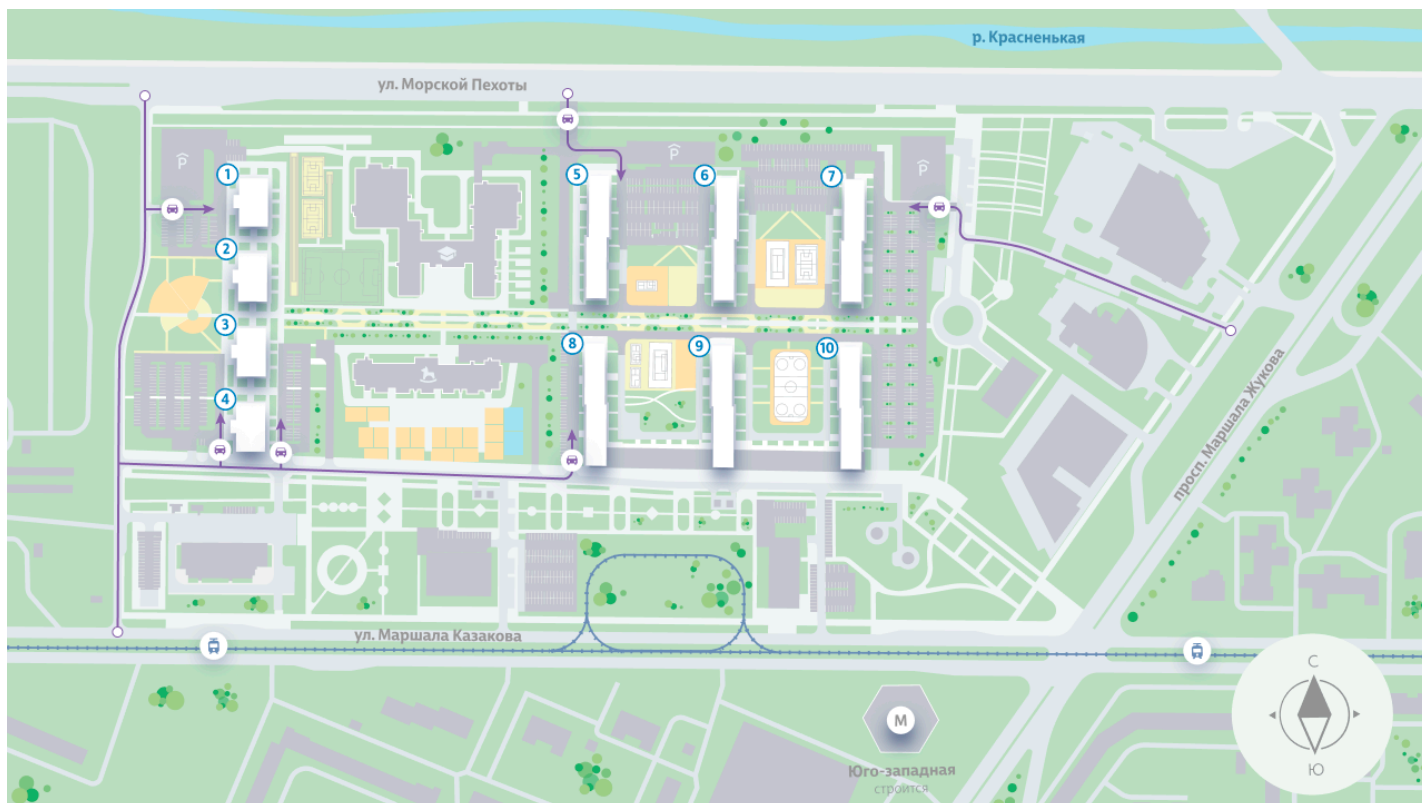 р. Красненькая
ул. Морской Пехоты
P
P
P
1
5
6
7
2
3
8
9
10
4
просп. Маршала Жукова
ул. Маршала Казакова
С
М
Юго-западная
строится
Ю